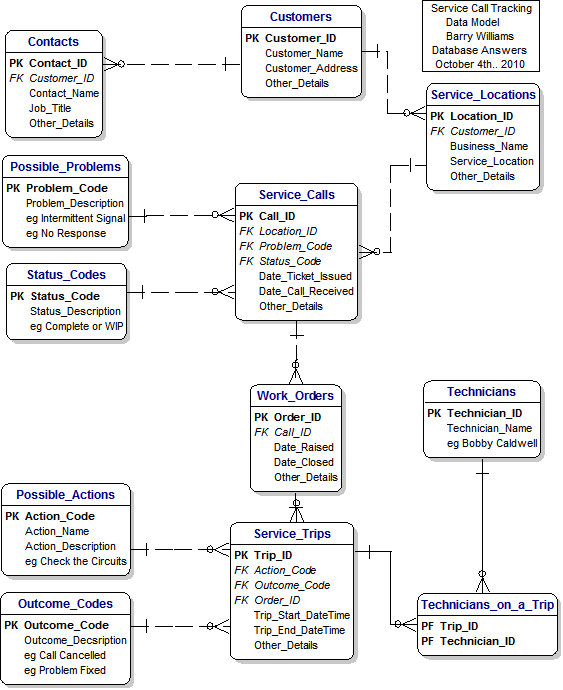 Service Call Tracking
Data Model
Barry Williams
Database Answers
October 4th.. 2010
Customers
PK Customer_ID
Customer_Name
Customer_Address
Other_Details
Contacts
PK Contact_ID
FK Customer_ID
Contact_Name
Job_Title
Other_Details
Service_Locations
PK Location_ID
FK Customer_ID
Business_Name
Service_Location
Other_Details
Possible_Problems
PK Problem_Code
Problem_Description
eg Intermittent Signal
eg No Response
Service_Calls
PK Call_ID
FK Location_ID
FK Problem_Code
FK Status_Code
Date_Ticket_Issued
Date_Call_Received
Other_Details
Status_Codes
PK Status_Code
Status_Description
eg Complete or WIP
Work_Orders
PK Order_ID
FK Call_ID
Date_Raised
Date_Closed
Other_Details
Technicians
PK Technician_ID
Technician_Name
eg Bobby Caldwell
Possible_Actions
PK Action_Code
Action_Name
Action_Description
eg Check the Circuits
Service_Trips
PK Trip_ID
FK Action_Code
FK Outcome_Code
FK Order_ID
Trip_Start_DateTime
Trip_End_DateTime
Other_Details
Outcome_Codes
PK Outcome_Code
Outcome_Decsription
eg Call Cancelled
eg Problem Fixed
Technicians_on_a_Trip
PF Trip_ID
PF Technician_ID